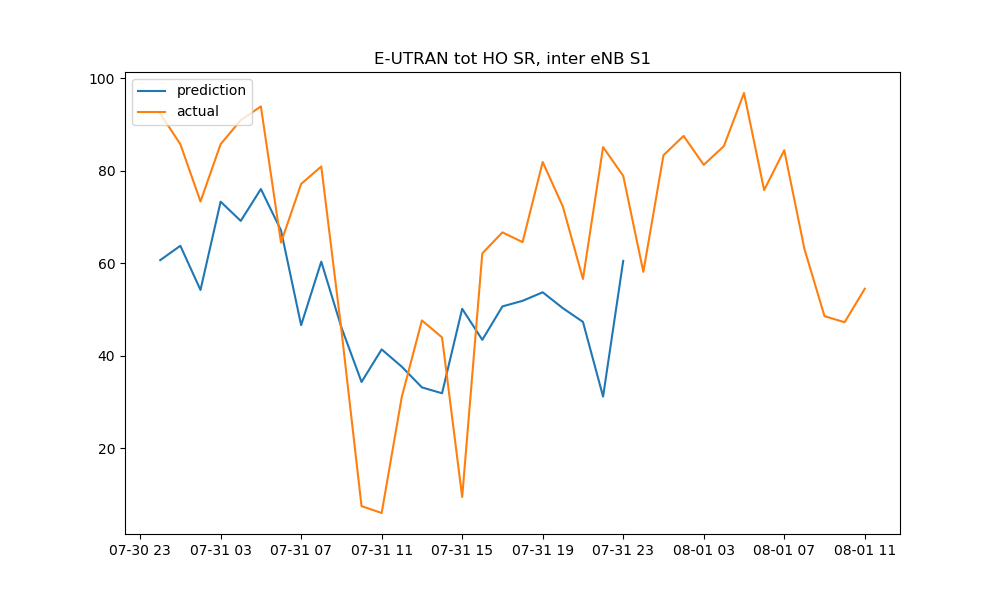 E-UTRAN tot HO SR, inter eNB S1
prediction
actual
100
80
60
40
20
07-30 23 07-31 03 07-31 07 07-31 11 07-31 15 07-31 19 07-31 23 08-01 03 08-01 07 08-01 11